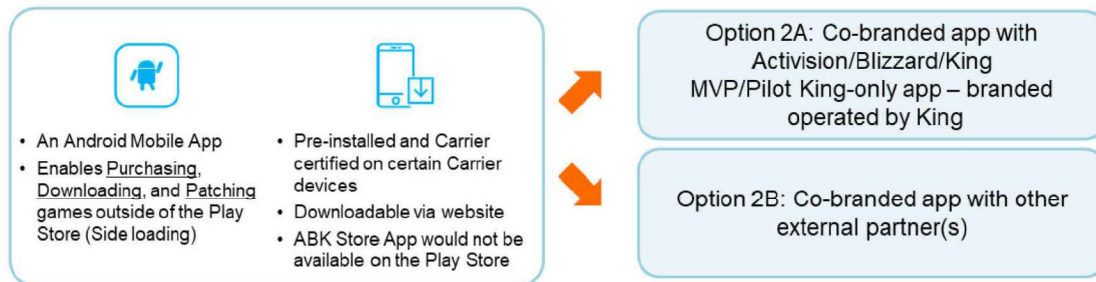 • An Android Mobile App
• Enables Purchasing,
Downloading, and Patching
games outside of the Play
Store (Side loading)
• Pre-installed and Carrier
certified on certain Carrier
devices
• Downloadable via website
• ABK Store App would not be
available on the Play Store
Option 2A: Co-branded app with
Activision/Blizzard/King
MVP/Pilot King-only app – branded
operated by King
Option 2B: Co-branded app with other
external partner(s)